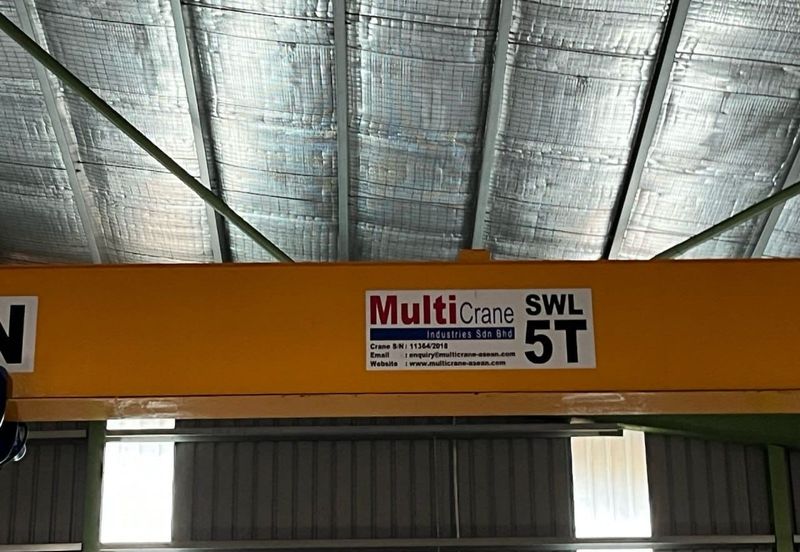 N
MultiCrane
Industries Sdn Bhd
Crane S/N : 11364/2018
Email : enquiry@multicrane-asean.com
Website : www.multicrane-asean.com
SWL
5T